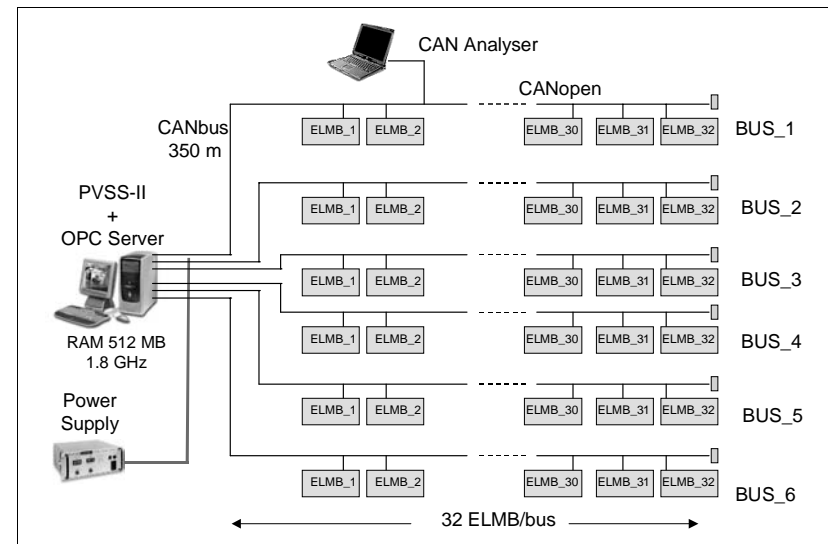 CAN Analyser
CANopen
CANbus
350 m
ELMB_1 ELMB_2 ELMB_30 ELMB_31 ELMB_32 BUS_1
PVSS-II
+
OPC Server
ELMB_1 ELMB_2 ELMB_30 ELMB_31 ELMB_32 BUS_2
ELMB_1 ELMB_2 ELMB_30 ELMB_31 ELMB_32 BUS_3
RAM 512 MB
1.8 GHz
ELMB_1 ELMB_2 ELMB_30 ELMB_31 ELMB_32 BUS_4
Power
Supply
ELMB_1 ELMB_2 ELMB_30 ELMB_31 ELMB_32 BUS_5
ELMB_1 ELMB_2 ELMB_30 ELMB_31 ELMB_32 BUS_6
32 ELMB/bus